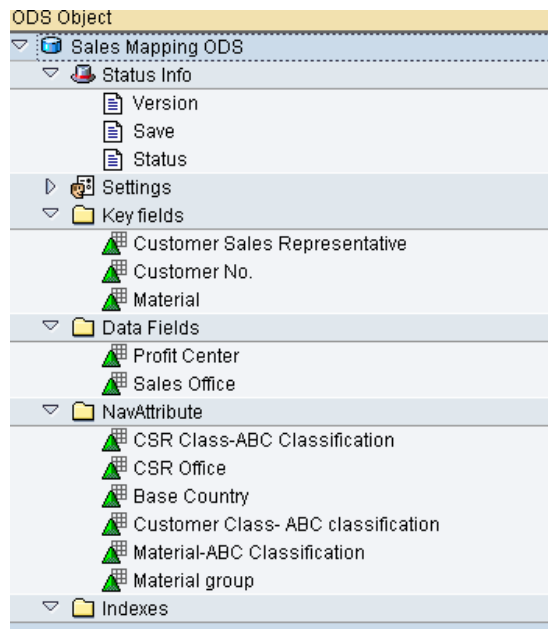 ODS Object
Sales Mapping ODS
Status Info
Version
Save
Status
Settings
Key fields
Customer Sales Representative
Customer No.
Material
Data Fields
Profit Center
Sales Office
NavAttribute
CSR Class-ABC Classification
CSR Office
Base Country
Customer Class- ABC classification
Material-ABC Classification
Material group
Indexes